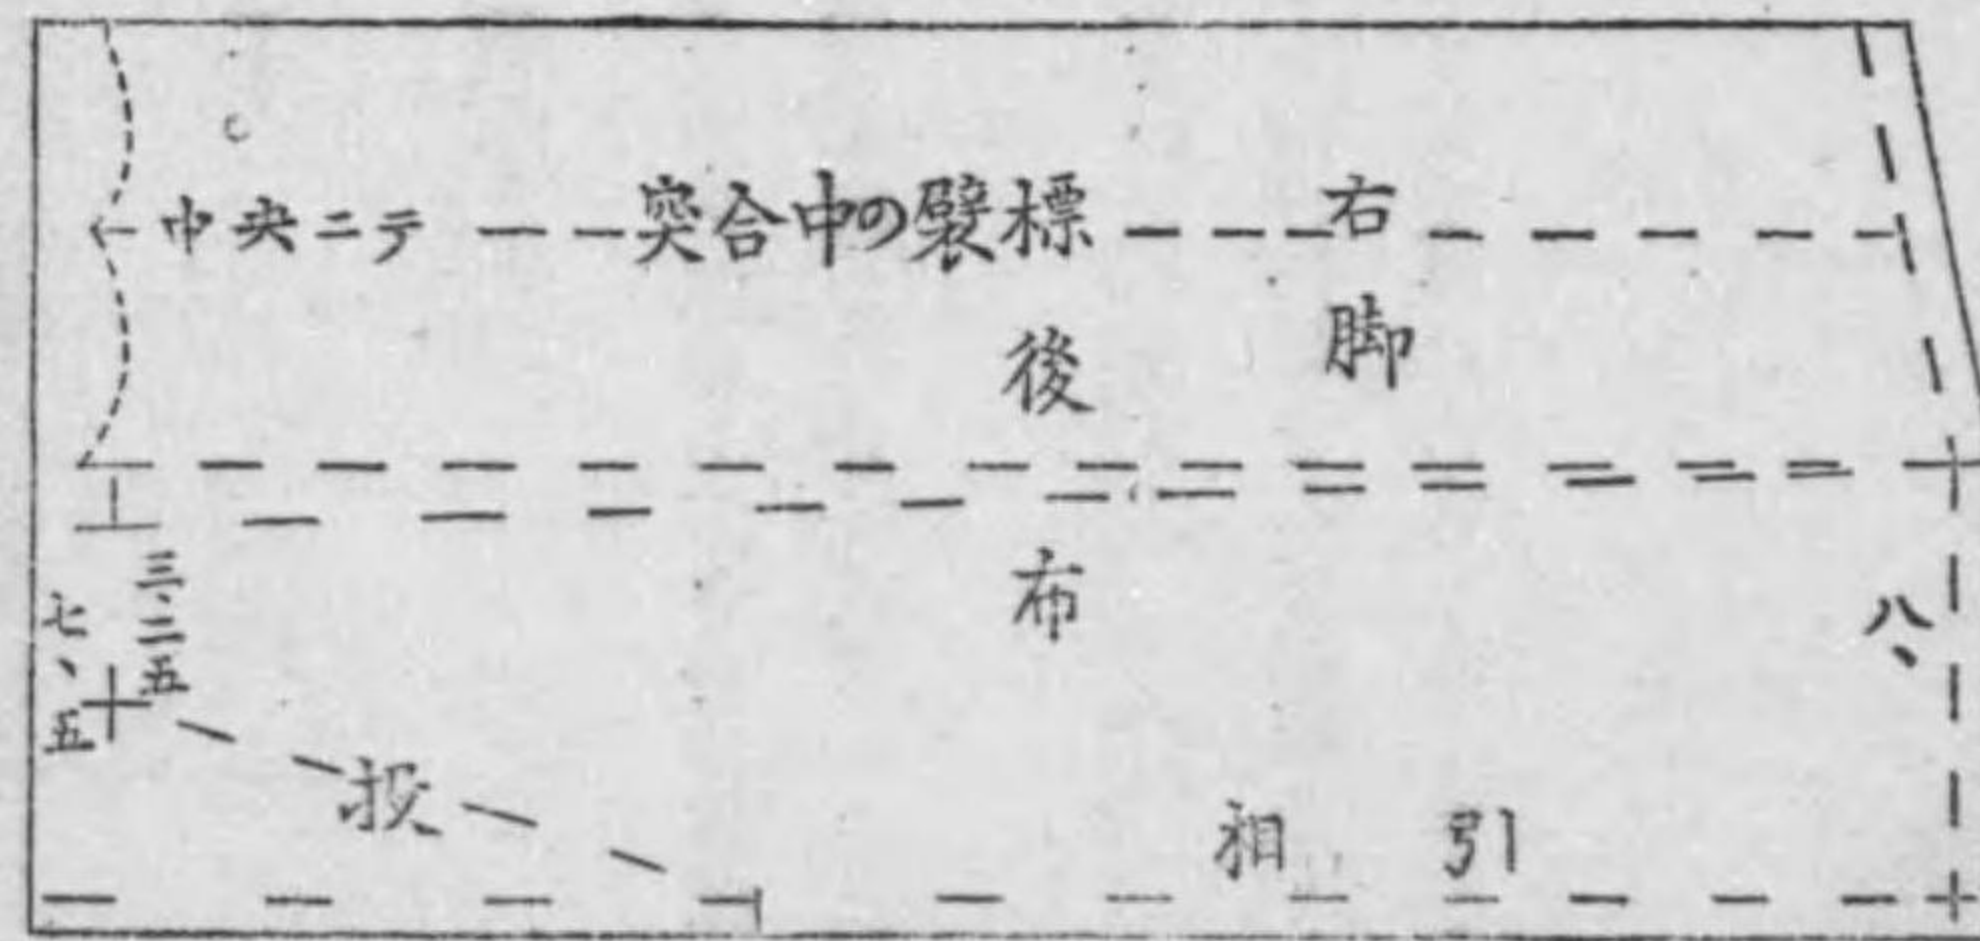 中央ニテ
突合中の襞標
右脚
後布
三、二五
七、五
八、
投
相引